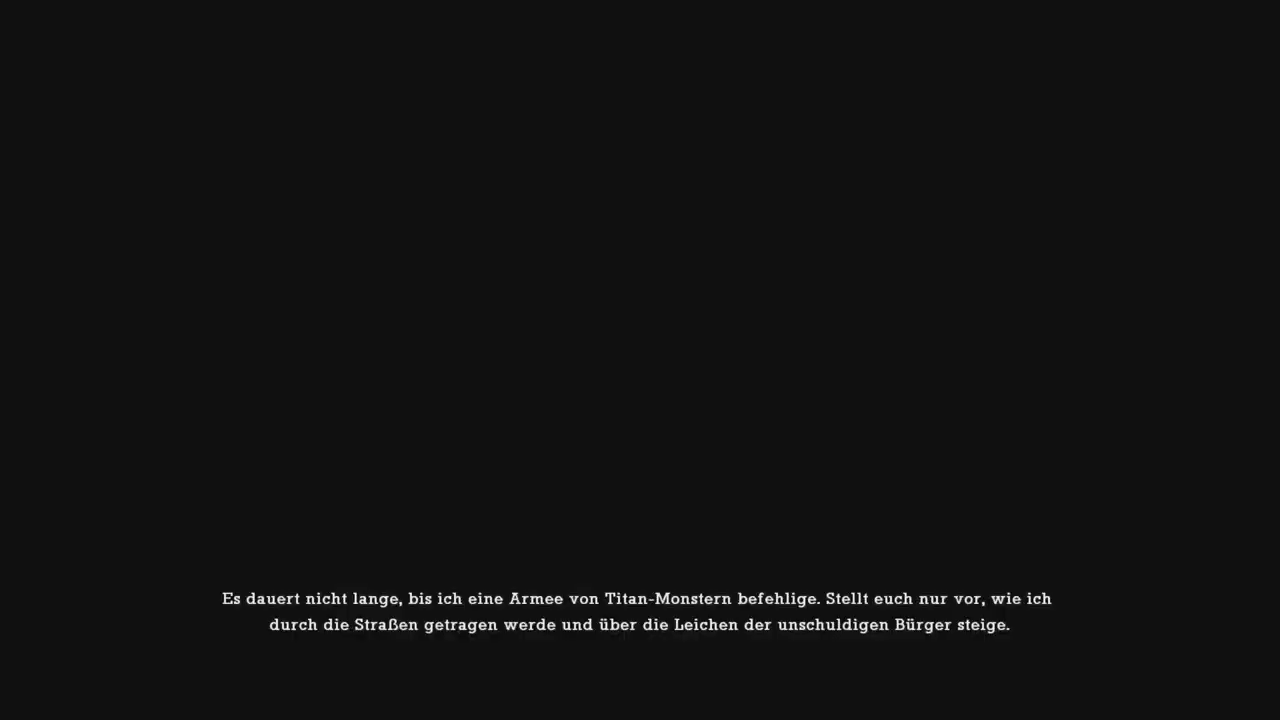 Es dauert nicht lange, bis ich eine Armee von Titan-Monstern befehlige. Stellt euch nur vor, wie ich
durch die Straßen getragen werde und über die Leichen der unschuldigen Bürger steige.